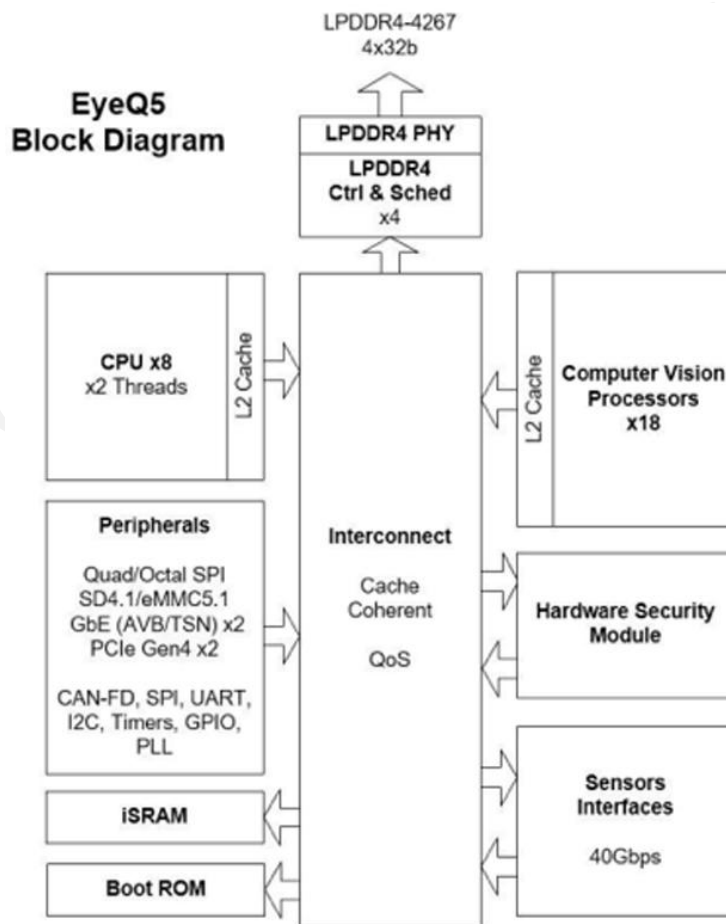 LPDDR4-4267
4x32b
EyeQ5
Block Diagram
LPDDR4 PHY
LPDDR4
Ctrl & Sched
x4
CPU x8
x2 Threads
L2 Cache
L2 Cache
Computer Vision
Processors
x18
Peripherals
Quad/Octal SPI
SD4.1/eMMC5.1
GbE (AVB/TSN) x2
PCIe Gen4 x2
CAN-FD, SPI, UART,
I2C, Timers, GPIO,
PLL
Interconnect
Cache
Coherent
QoS
Hardware Security
Module
Sensors
Interfaces
40Gbps
iSRAM
Boot ROM